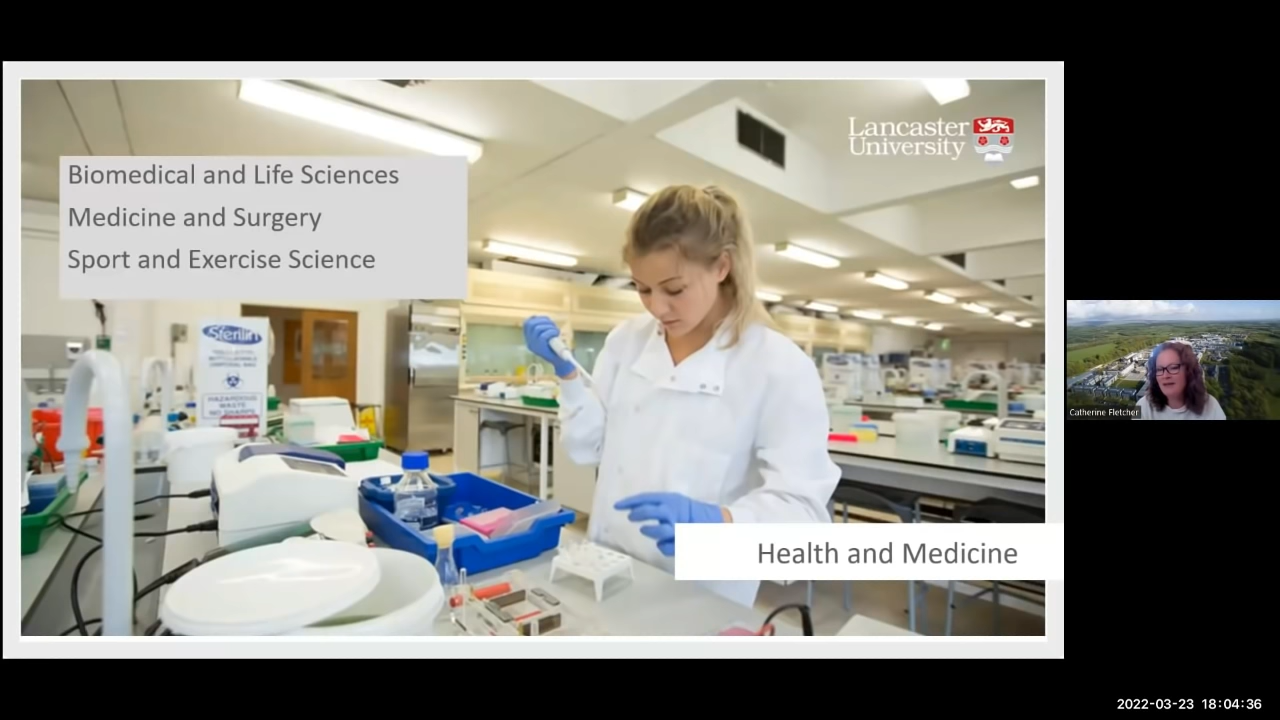 Lancaster
University
Biomedical and Life Sciences
Medicine and Surgery
Sport and Exercise Science
Sterilin
HAZARDOUS
WASTE
NO SHARPS
Health and Medicine
Catherine Fletcher
2022-03-23 18:04:36